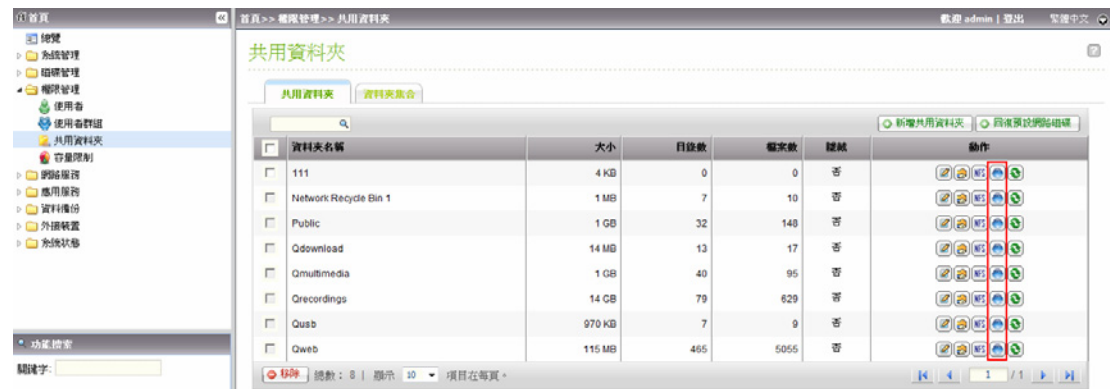 首頁
首頁>> 權限管理>> 共用資料夾
歡迎 admin | 登出
繁體中文
總覽
系統管理
磁碟管理
權限管理
使用者
使用者群組
共用資料夾
容量限制
網路服務
應用服務
資料備份
外接裝置
系統狀態
功能搜索
關鍵字:
共用資料夾
共用資料夾 資料夾集合
新增共用資料夾 回復預設網路磁碟
資料夾名稱 大小 目錄數 檔案數 隱藏 動作
111 4 KB 0 0 否 NFS
Network Recycle Bin 1 1 MB 7 10 否 NFS
Public 1 GB 32 148 否 NFS
Qdownload 14 MB 13 17 否 NFS
Qmultimedia 1 GB 40 95 否 NFS
Qrecordings 14 GB 79 629 否 NFS
Qusb 970 KB 7 9 否 NFS
Qweb 115 MB 465 5055 否 NFS
移除 總數: 8 | 顯示 10 項目在每頁。 1 / 1